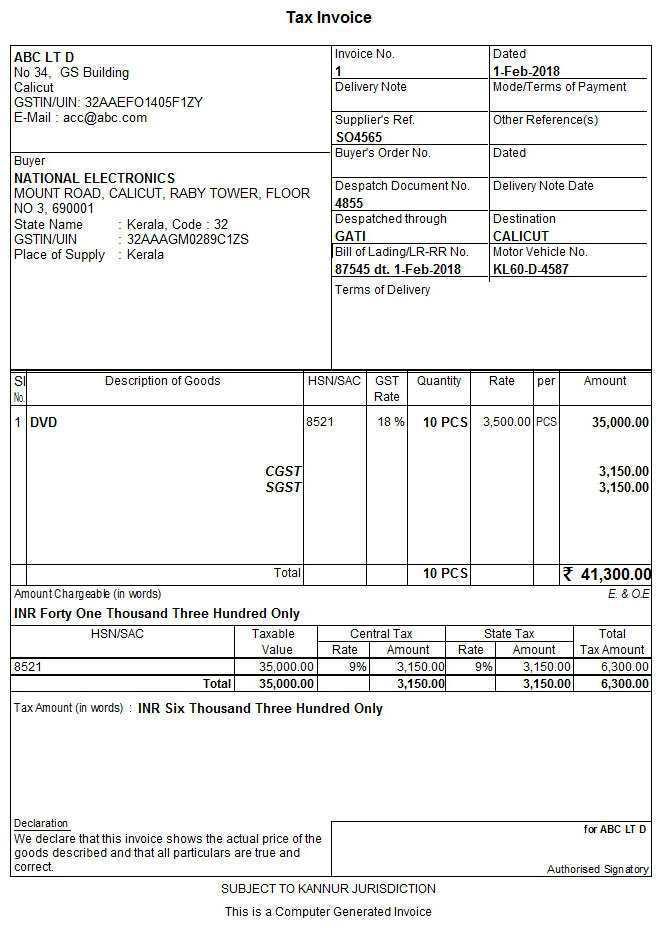 Tax Invoice
ABC LT D
No 34, GS Building
Calicut
GSTIN/UIN: 32AAEFO1405F1ZY
E-Mail : acc@abc.com
Invoice No.
1
Dated
1-Feb-2018
Delivery Note
Mode/Terms of Payment
Supplier's Ref.
SO4565
Other Reference(s)
Buyer
NATIONAL ELECTRONICS
MOUNT ROAD, CALICUT, RABY TOWER, FLOOR
NO 3, 690001
State Name : Kerala, Code : 32
GSTIN/UIN : 32AAAGM0289C1ZS
Place of Supply : Kerala
Buyer's Order No.
Dated
Despatch Document No.
4855
Delivery Note Date
Despatched through
GATI
Destination
CALICUT
Bill of Lading/LR-RR No.
87545 dt. 1-Feb-2018
Motor Vehicle No.
KL60-D-4587
Terms of Delivery
Sl No. Description of Goods HSN/SAC GST Rate Quantity Rate per Amount
1 DVD 8521 18 % 10 PCS 3,500.00 PCS 35,000.00
CGST 3,150.00
SGST 3,150.00
Total 10 PCS ₹ 41,300.00
Amount Chargeable (in words) E. & O.E
INR Forty One Thousand Three Hundred Only
HSN/SAC Taxable Value Central Tax State Tax Total Tax Amount
Rate Amount Rate Amount
8521 35,000.00 9% 3,150.00 9% 3,150.00 6,300.00
Total 35,000.00 3,150.00 3,150.00 6,300.00
Tax Amount (in words) : INR Six Thousand Three Hundred Only
Declaration
We declare that this invoice shows the actual price of the
goods described and that all particulars are true and
correct.
for ABC LT D
Authorised Signatory
SUBJECT TO KANNUR JURISDICTION
This is a Computer Generated Invoice